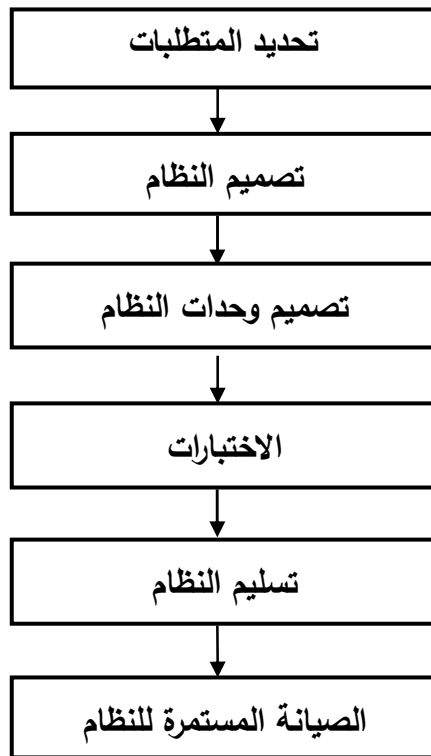 تحديد المتطلبات
تصميم النظام
تصميم وحدات النظام
الاختبارات
تسليم النظام
الصيانة المستمرة للنظام